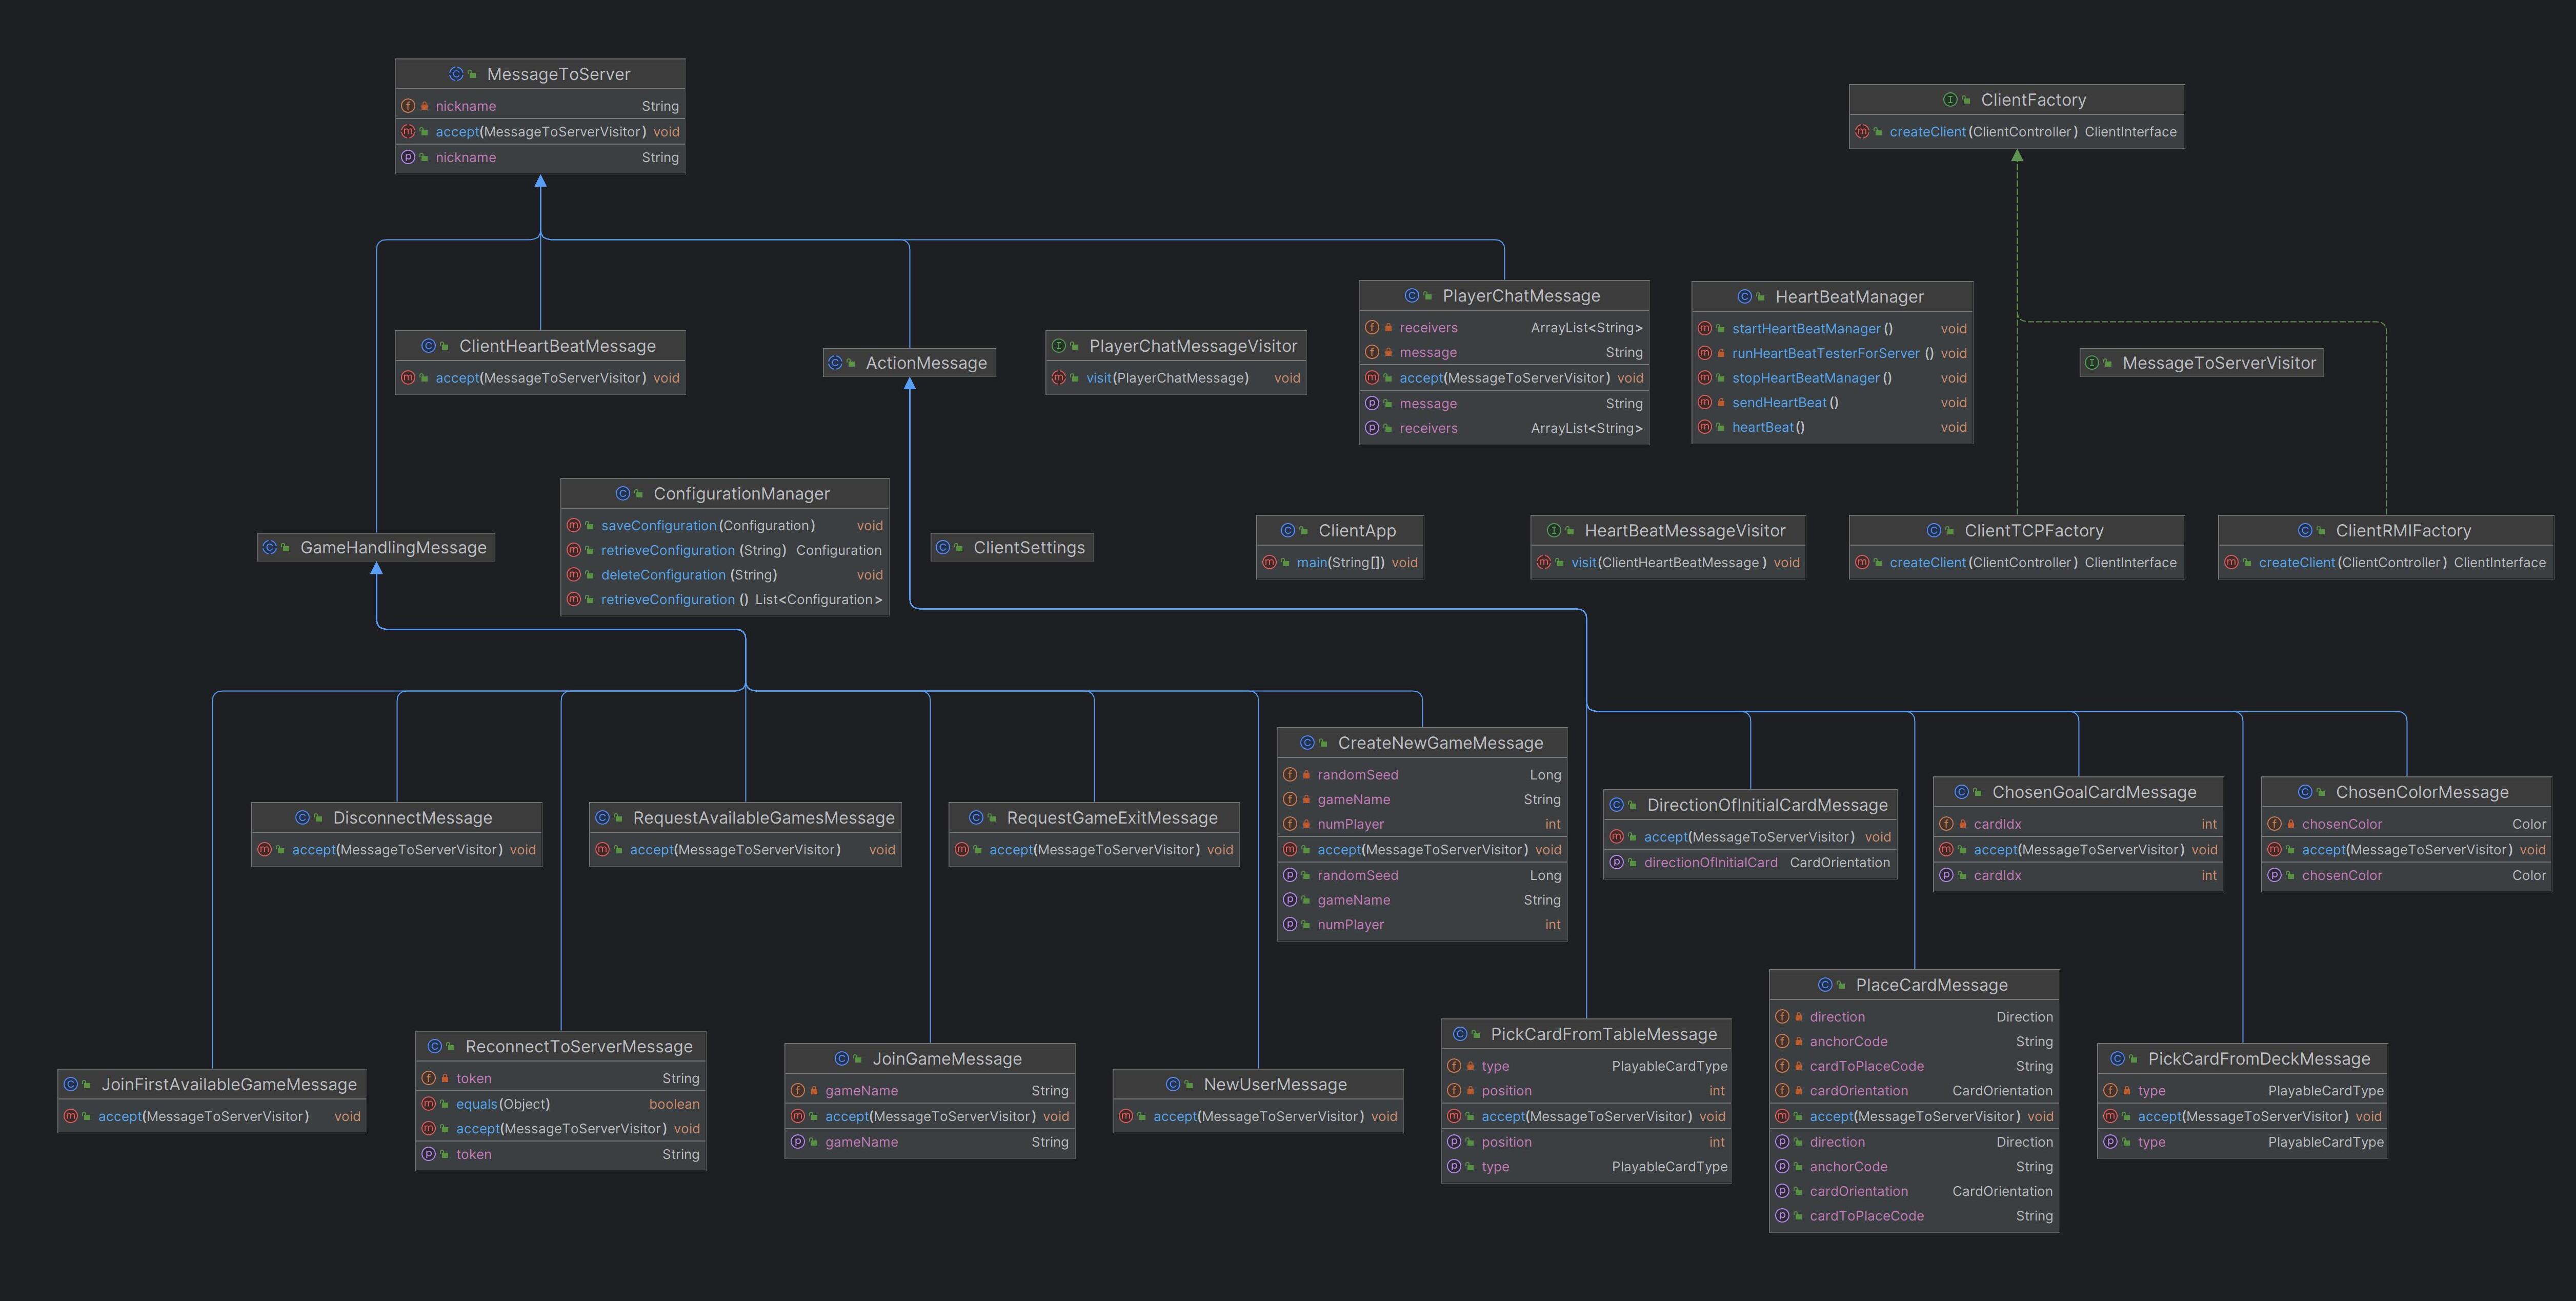 MessageToServer
nickname String
accept(MessageToServerVisitor) void
nickname String
ClientFactory
createClient(ClientController) ClientInterface
ClientHeartBeatMessage
accept(MessageToServerVisitor) void
ActionMessage
PlayerChatMessageVisitor
visit(PlayerChatMessage) void
PlayerChatMessage
receivers ArrayList<String>
message String
accept(MessageToServerVisitor) void
message String
receivers ArrayList<String>
HeartBeatManager
startHeartBeatManager() void
runHeartBeatTesterForServer() void
stopHeartBeatManager() void
sendHeartBeat() void
heartBeat() void
MessageToServerVisitor
GameHandlingMessage
ConfigurationManager
saveConfiguration(Configuration) void
retrieveConfiguration(String) Configuration
deleteConfiguration(String) void
retrieveConfiguration() List<Configuration>
ClientSettings
ClientApp
main(String[]) void
HeartBeatMessageVisitor
visit(ClientHeartBeatMessage) void
ClientTCPFactory
createClient(ClientController) ClientInterface
ClientRMIFactory
createClient(ClientController) ClientInterface
DisconnectMessage
accept(MessageToServerVisitor) void
RequestAvailableGamesMessage
accept(MessageToServerVisitor) void
RequestGameExitMessage
accept(MessageToServerVisitor) void
CreateNewGameMessage
randomSeed Long
gameName String
numPlayer int
accept(MessageToServerVisitor) void
randomSeed Long
gameName String
numPlayer int
DirectionOfInitialCardMessage
accept(MessageToServerVisitor) void
directionOfInitialCard CardOrientation
ChosenGoalCardMessage
cardIdx int
accept(MessageToServerVisitor) void
cardIdx int
ChosenColorMessage
chosenColor Color
accept(MessageToServerVisitor) void
chosenColor Color
JoinFirstAvailableGameMessage
accept(MessageToServerVisitor) void
ReconnectToServerMessage
token String
equals(Object) boolean
accept(MessageToServerVisitor) void
token String
JoinGameMessage
gameName String
accept(MessageToServerVisitor) void
gameName String
NewUserMessage
accept(MessageToServerVisitor) void
PickCardFromTableMessage
type PlayableCardType
position int
accept(MessageToServerVisitor) void
position int
type PlayableCardType
PlaceCardMessage
direction Direction
anchorCode String
cardToPlaceCode String
cardOrientation CardOrientation
accept(MessageToServerVisitor) void
direction Direction
anchorCode String
cardOrientation CardOrientation
cardToPlaceCode String
PickCardFromDeckMessage
type PlayableCardType
accept(MessageToServerVisitor) void
type PlayableCardType